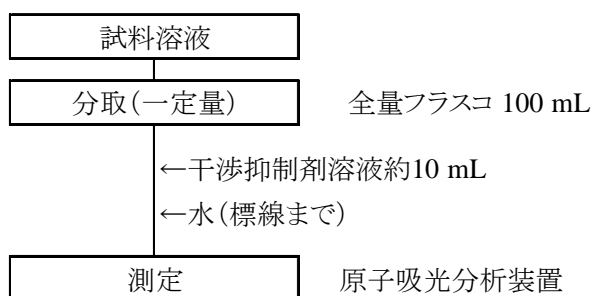 試料溶液
分取(一定量) 全量フラスコ 100 mL
←干渉抑制剤溶液約10 mL
←水(標線まで)
測定 原子吸光分析装置